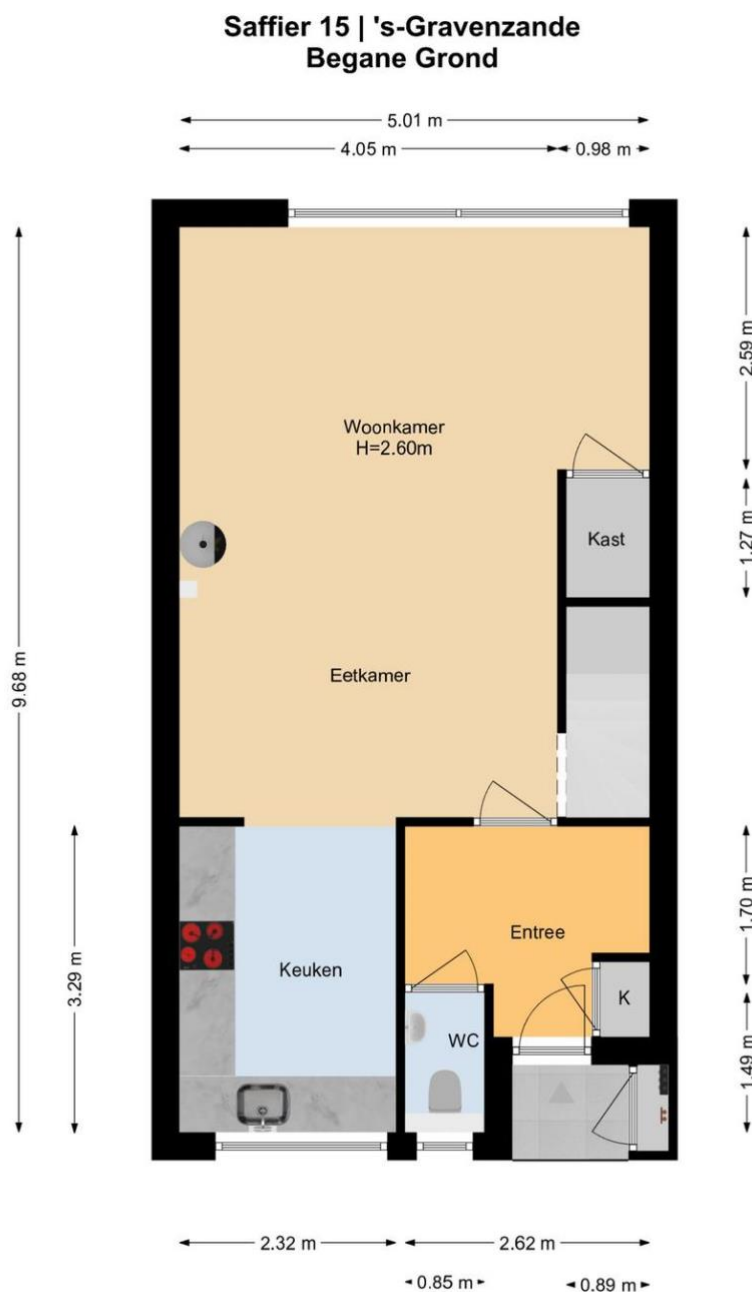 Saffier 15 | 's-Gravenzande
Begane Grond
5.01 m
4.05 m
0.98 m
2.59 m
Woonkamer
H=2.60m
1.27 m
Kast
9.68 m
Eetkamer
1.70 m
Entree
3.29 m
Keuken
K
WC
1.49 m
2.32 m
2.62 m
0.85 m
0.89 m